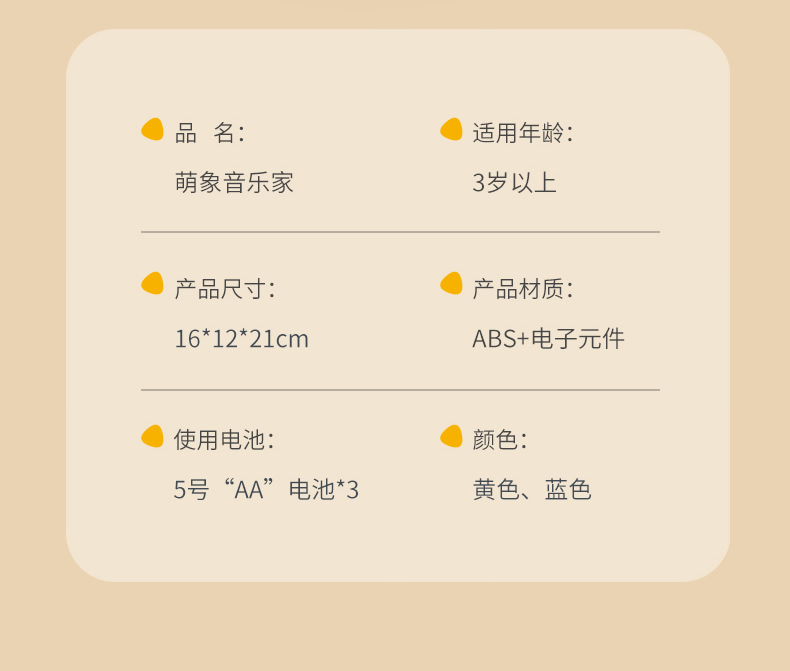 品 名：
萌象音乐家
适用年龄：
3岁以上
产品尺寸：
16*12*21cm
产品材质：
ABS+电子元件
使用电池：
5号“AA”电池*3
颜色：
黄色、蓝色